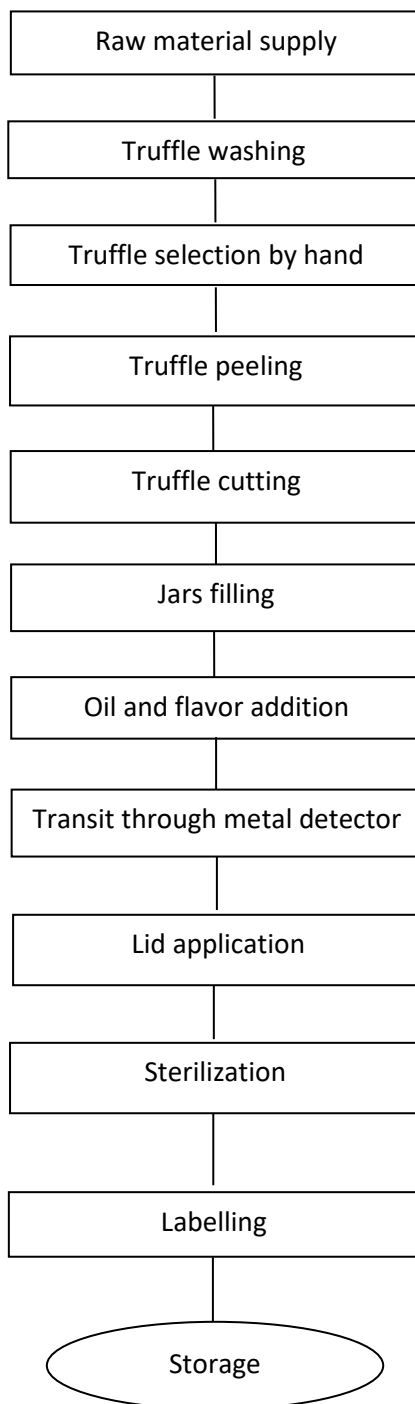 Raw material supply
Truffle washing
Truffle selection by hand
Truffle peeling
Truffle cutting
Jars filling
Oil and flavor addition
Transit through metal detector
Lid application
Sterilization
Labelling
Storage